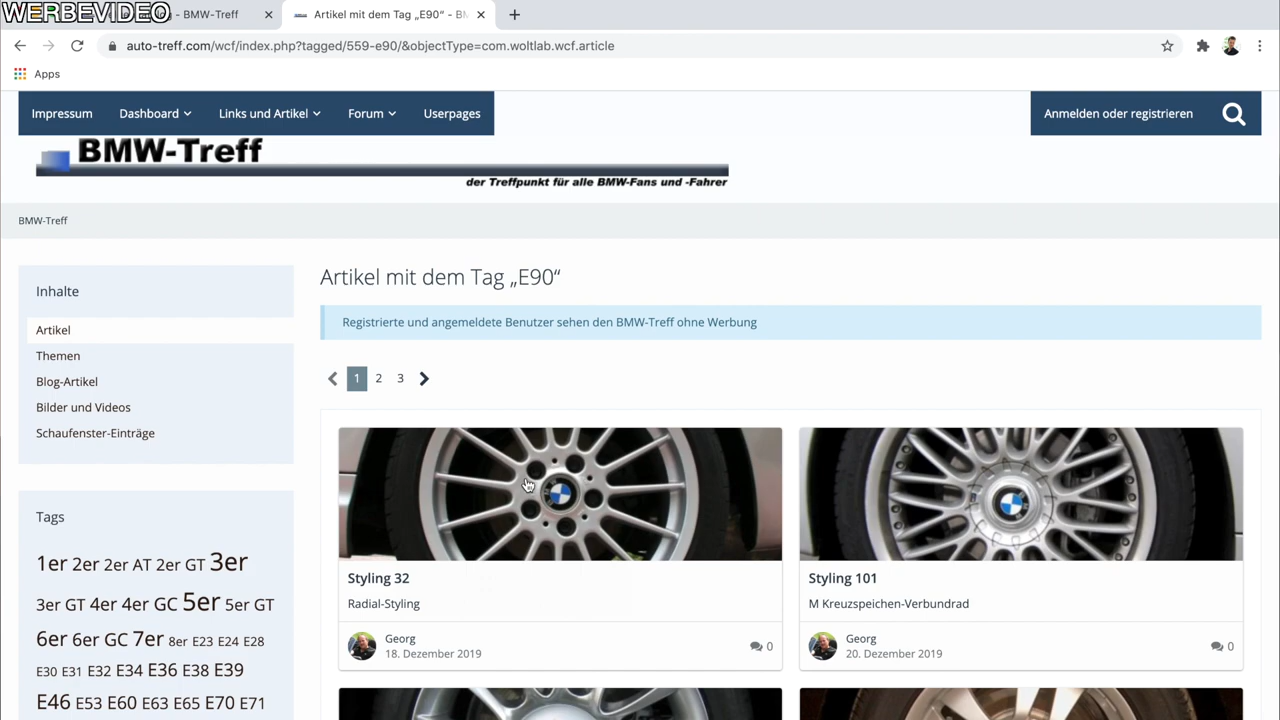 WERBEVIDEO
- BMW-Treff
Artikel mit dem Tag „E90“ - BM
auto-treff.com/wcf/index.php?tagged/559-e90/&objectType=com.woltlab.wcf.article
Apps
Impressum Dashboard Links und Artikel Forum Userpages Anmelden oder registrieren
BMW-Treff
der Treffpunkt für alle BMW-Fans und -Fahrer
BMW-Treff
Inhalte
Artikel
Themen
Blog-Artikel
Bilder und Videos
Schaufenster-Einträge
Tags
1er 2er 2er AT 2er GT 3er
3er GT 4er 4er GC 5er 5er GT
6er 6er GC 7er 8er E23 E24 E28
E30 E31 E32 E34 E36 E38 E39
E46 E53 E60 E63 E65 E70 E71
Artikel mit dem Tag „E90“
Registrierte und angemeldete Benutzer sehen den BMW-Treff ohne Werbung
1 2 3
Styling 32
Radial-Styling
Georg
18. Dezember 2019
0
Styling 101
M Kreuzspeichen-Verbundrad
Georg
20. Dezember 2019
0